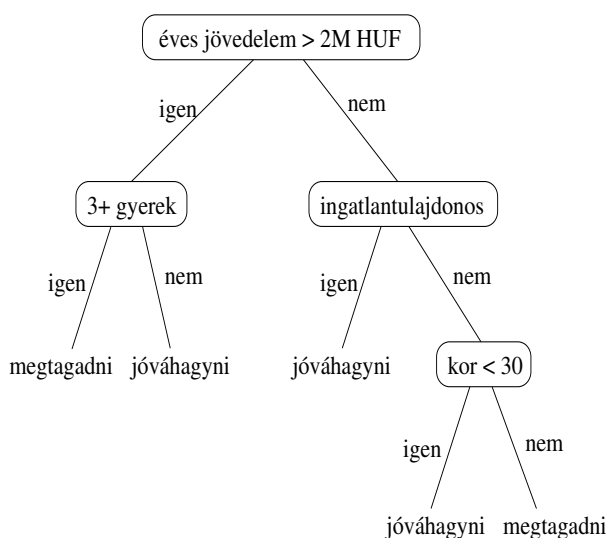 éves jövedelem > 2M HUF
igen
nem
3+ gyerek
ingatlantulajdonos
igen
nem
igen
nem
megtagadni
jóváhagyni
jóváhagyni
kor < 30
igen
nem
jóváhagyni
megtagadni